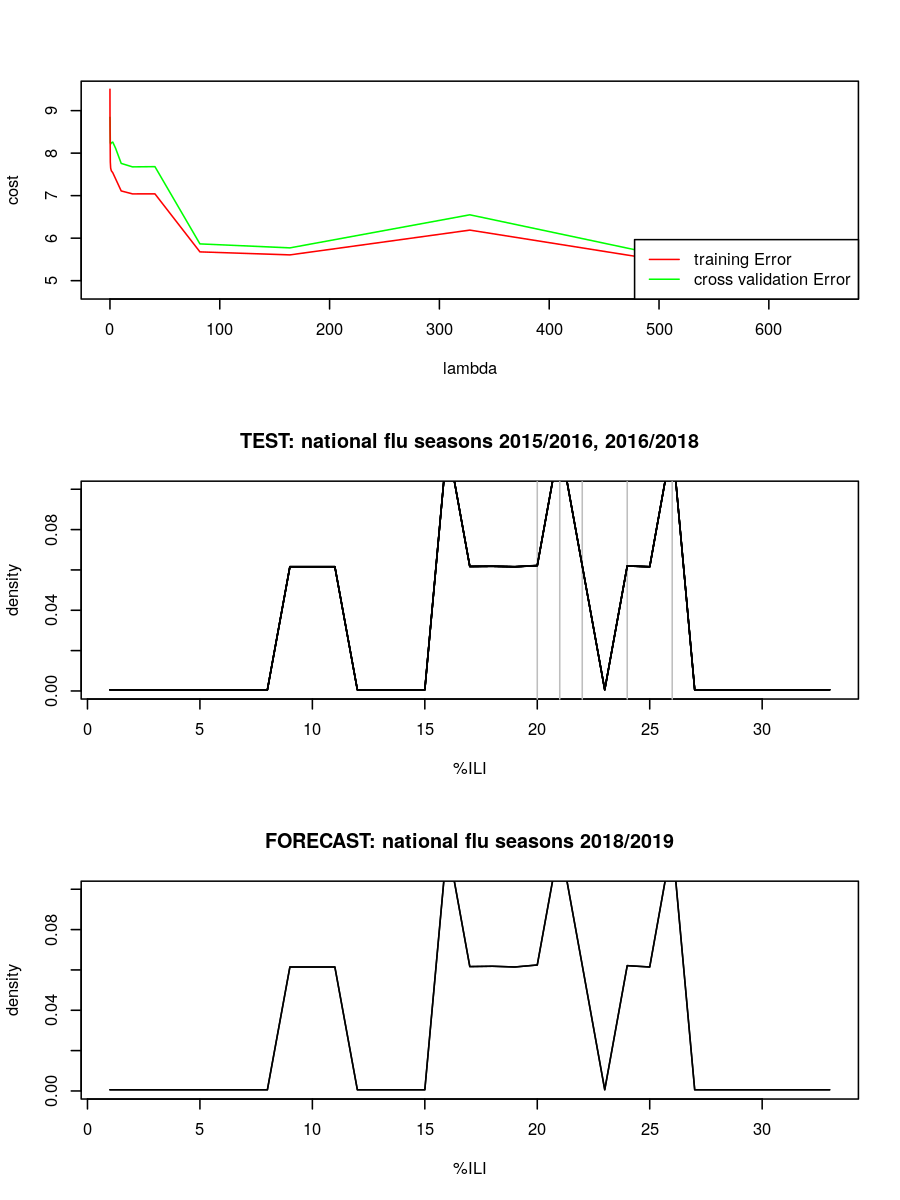 cost
9
8
7
6
5
training Error
cross validation Error
0 100 200 300 400 500 600
lambda
TEST: national flu seasons 2015/2016, 2016/2018
density
0.08
0.04
0.00
0 5 10 15 20 25 30
%ILI
FORECAST: national flu seasons 2018/2019
density
0.08
0.04
0.00
0 5 10 15 20 25 30
%ILI